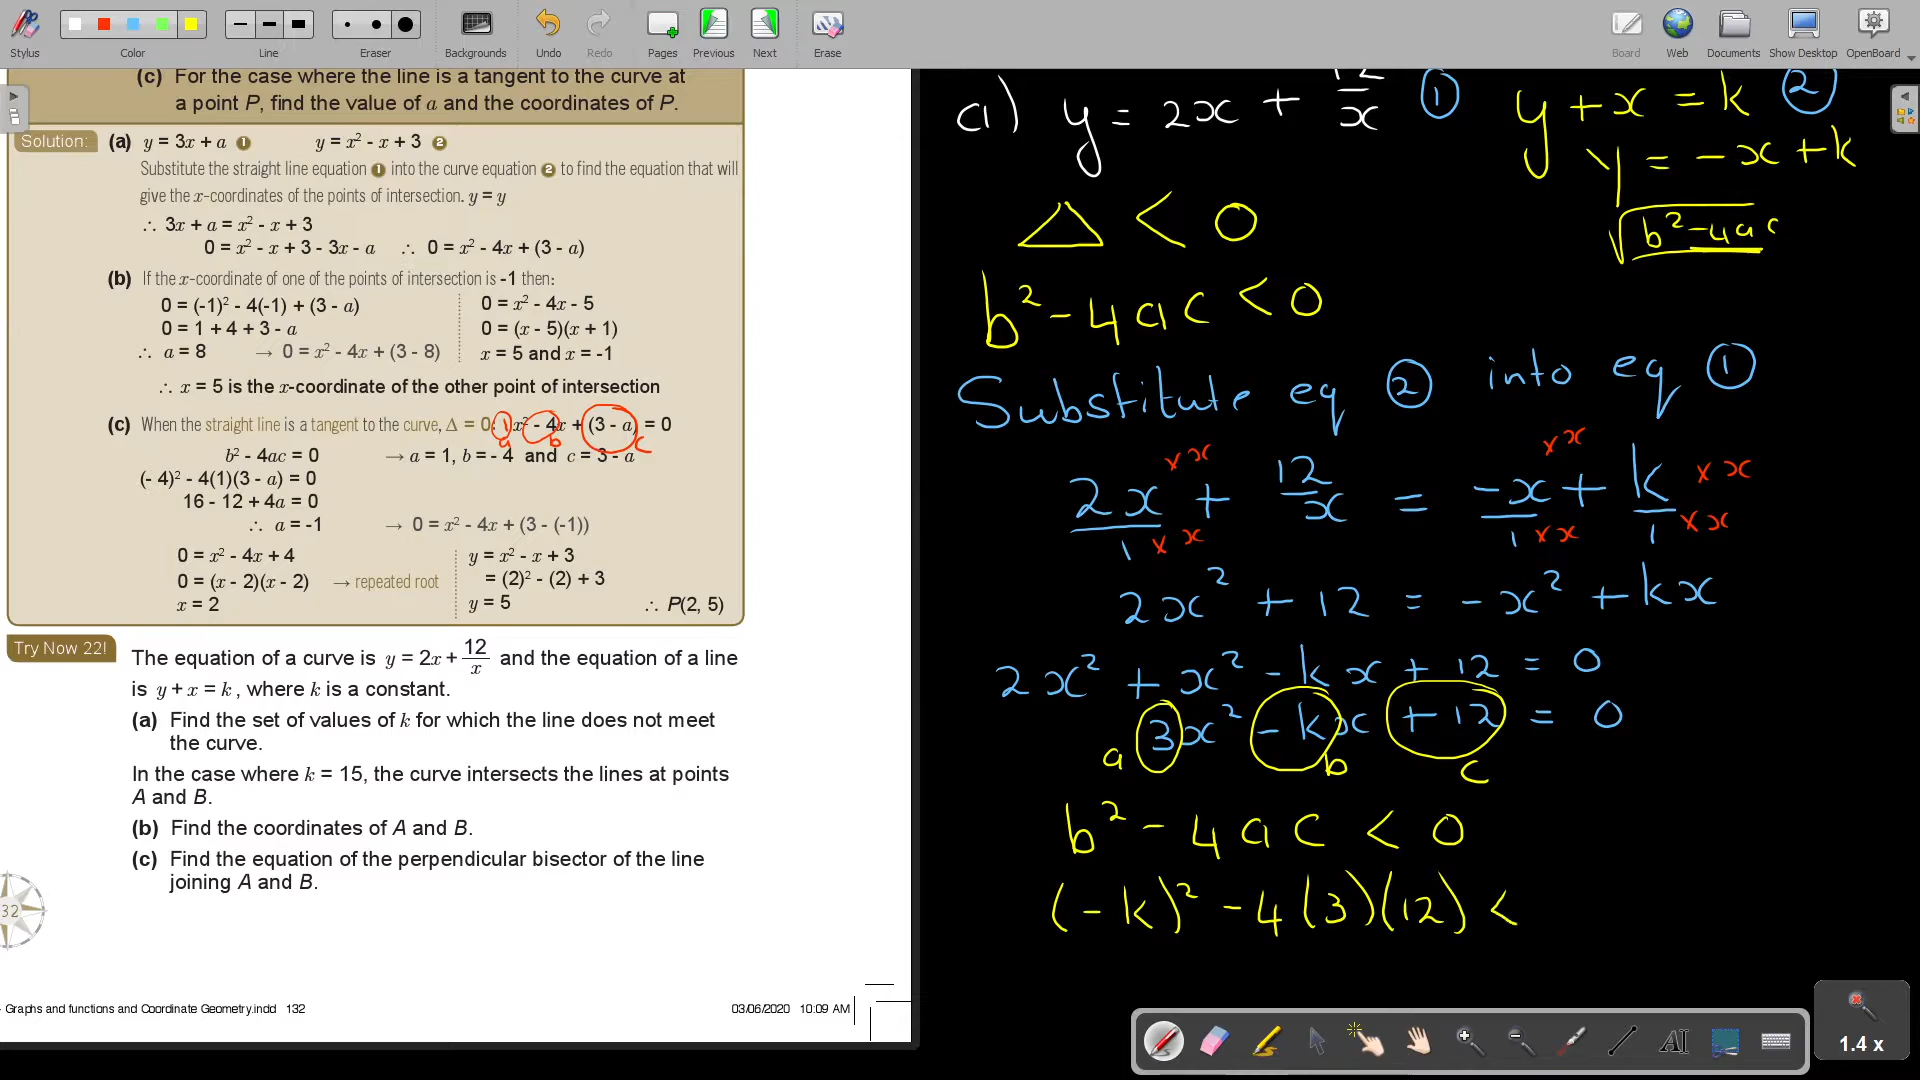 Stylus
Color
Line
Eraser
Backgrounds
Undo
Redo
Pages
Previous
Next
Erase
Board
Web
Documents
Show Desktop
OpenBoard
(c) For the case where the line is a tangent to the curve at
a point P, find the value of a and the coordinates of P.
Solution:
(a) y = 3x + a 1 y = x² - x + 3 2
Substitute the straight line equation 1 into the curve equation 2 to find the equation that will
give the x-coordinates of the points of intersection. y = y
∴ 3x + a = x² - x + 3
0 = x² - x + 3 - 3x - a ∴ 0 = x² - 4x + (3 - a)
(b) If the x-coordinate of one of the points of intersection is -1 then:
0 = (-1)² - 4(-1) + (3 - a)
0 = 1 + 4 + 3 - a
∴ a = 8 → 0 = x² - 4x + (3 - 8)
0 = x² - 4x - 5
0 = (x - 5)(x + 1)
x = 5 and x = -1
∴ x = 5 is the x-coordinate of the other point of intersection
(c) When the straight line is a tangent to the curve, Δ = 0: 1x² - 4x + (3 - a) = 0
a b c
b² - 4ac = 0 → a = 1, b = - 4 and c = 3 - a
(- 4)² - 4(1)(3 - a) = 0
16 - 12 + 4a = 0
∴ a = -1 → 0 = x² - 4x + (3 - (-1))
0 = x² - 4x + 4
0 = (x - 2)(x - 2) → repeated root
x = 2
y = x² - x + 3
= (2)² - (2) + 3
y = 5 ∴ P(2, 5)
Try Now 22!
The equation of a curve is y = 2x + 12/x and the equation of a line
is y + x = k, where k is a constant.
(a) Find the set of values of k for which the line does not meet
the curve.
In the case where k = 15, the curve intersects the lines at points
A and B.
(b) Find the coordinates of A and B.
(c) Find the equation of the perpendicular bisector of the line
joining A and B.
32
- Graphs and functions and Coordinate Geometry.indd 132
03/06/2020 10:09 AM
a) y = 2x + 12/x ① y + x = k ②
y = -x + k
△ < 0
√b²-4ac
b² - 4ac < 0
Substitute eq ② into eq ①
×x ×x ×x
2x/1 + 12/x = -x/1 + k/1
×x ×x ×x
2x² + 12 = -x² + kx
2x² + x² - kx + 12 = 0
3x² - kx + 12 = 0
a b c
b² - 4ac < 0
(-k)² - 4(3)(12) <
AI
1.4 x